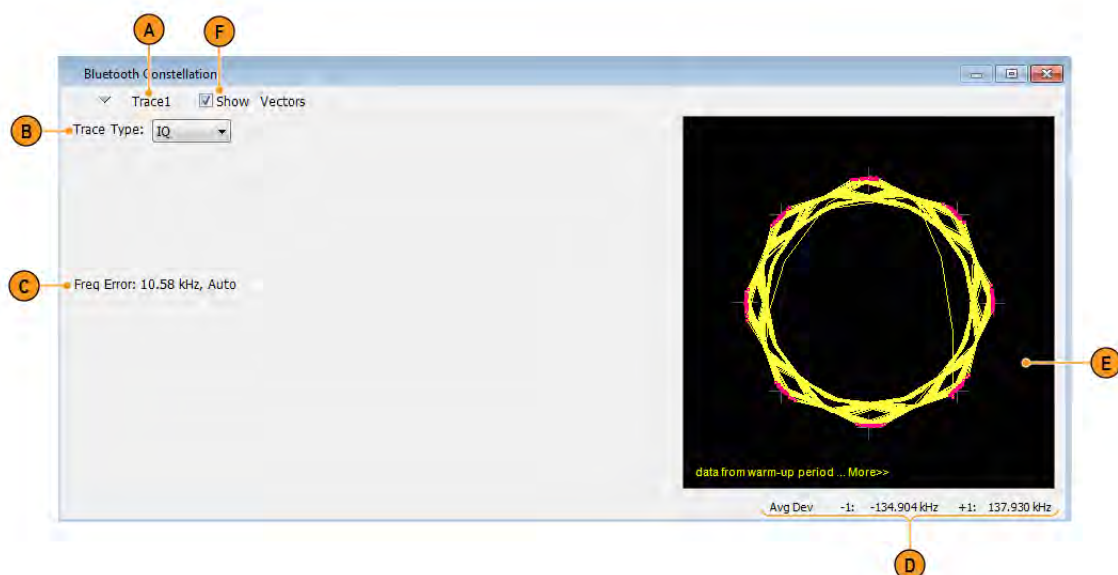 A
F
Bluetooth Constellation
Trace1 Show Vectors
B
Trace Type: IQ
C
Freq Error: 10.58 kHz, Auto
E
data from warm-up period ... More>>
Avg Dev -1: -134.904 kHz +1: 137.930 kHz
D